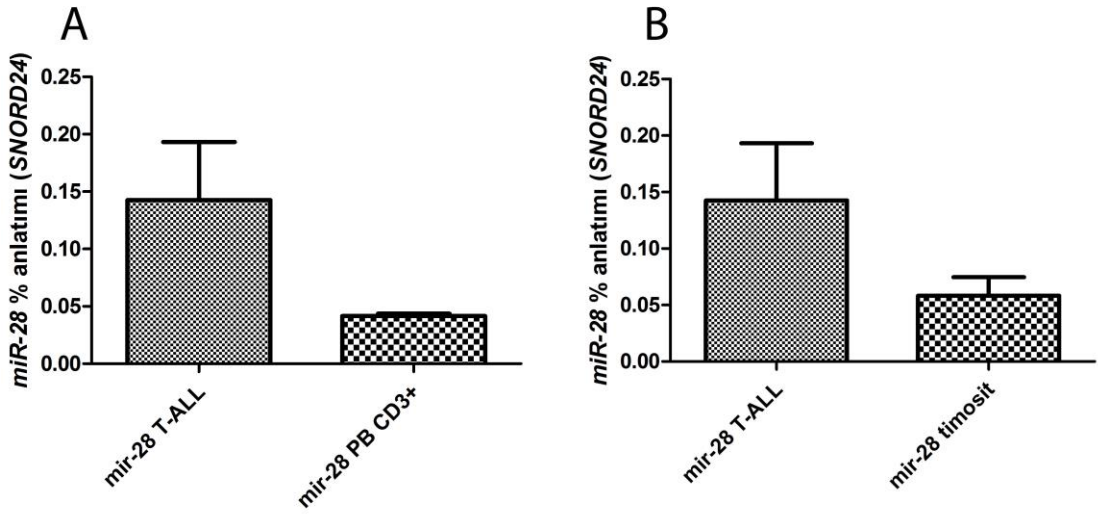 A
miR-28 % anlatımı (SNORD24)
0.25
0.20
0.15
0.10
0.05
0.00
mir-28 T-ALL
mir-28 PB CD3+
B
miR-28 % anlatımı (SNORD24)
0.25
0.20
0.15
0.10
0.05
0.00
mir-28 T-ALL
mir-28 timosit